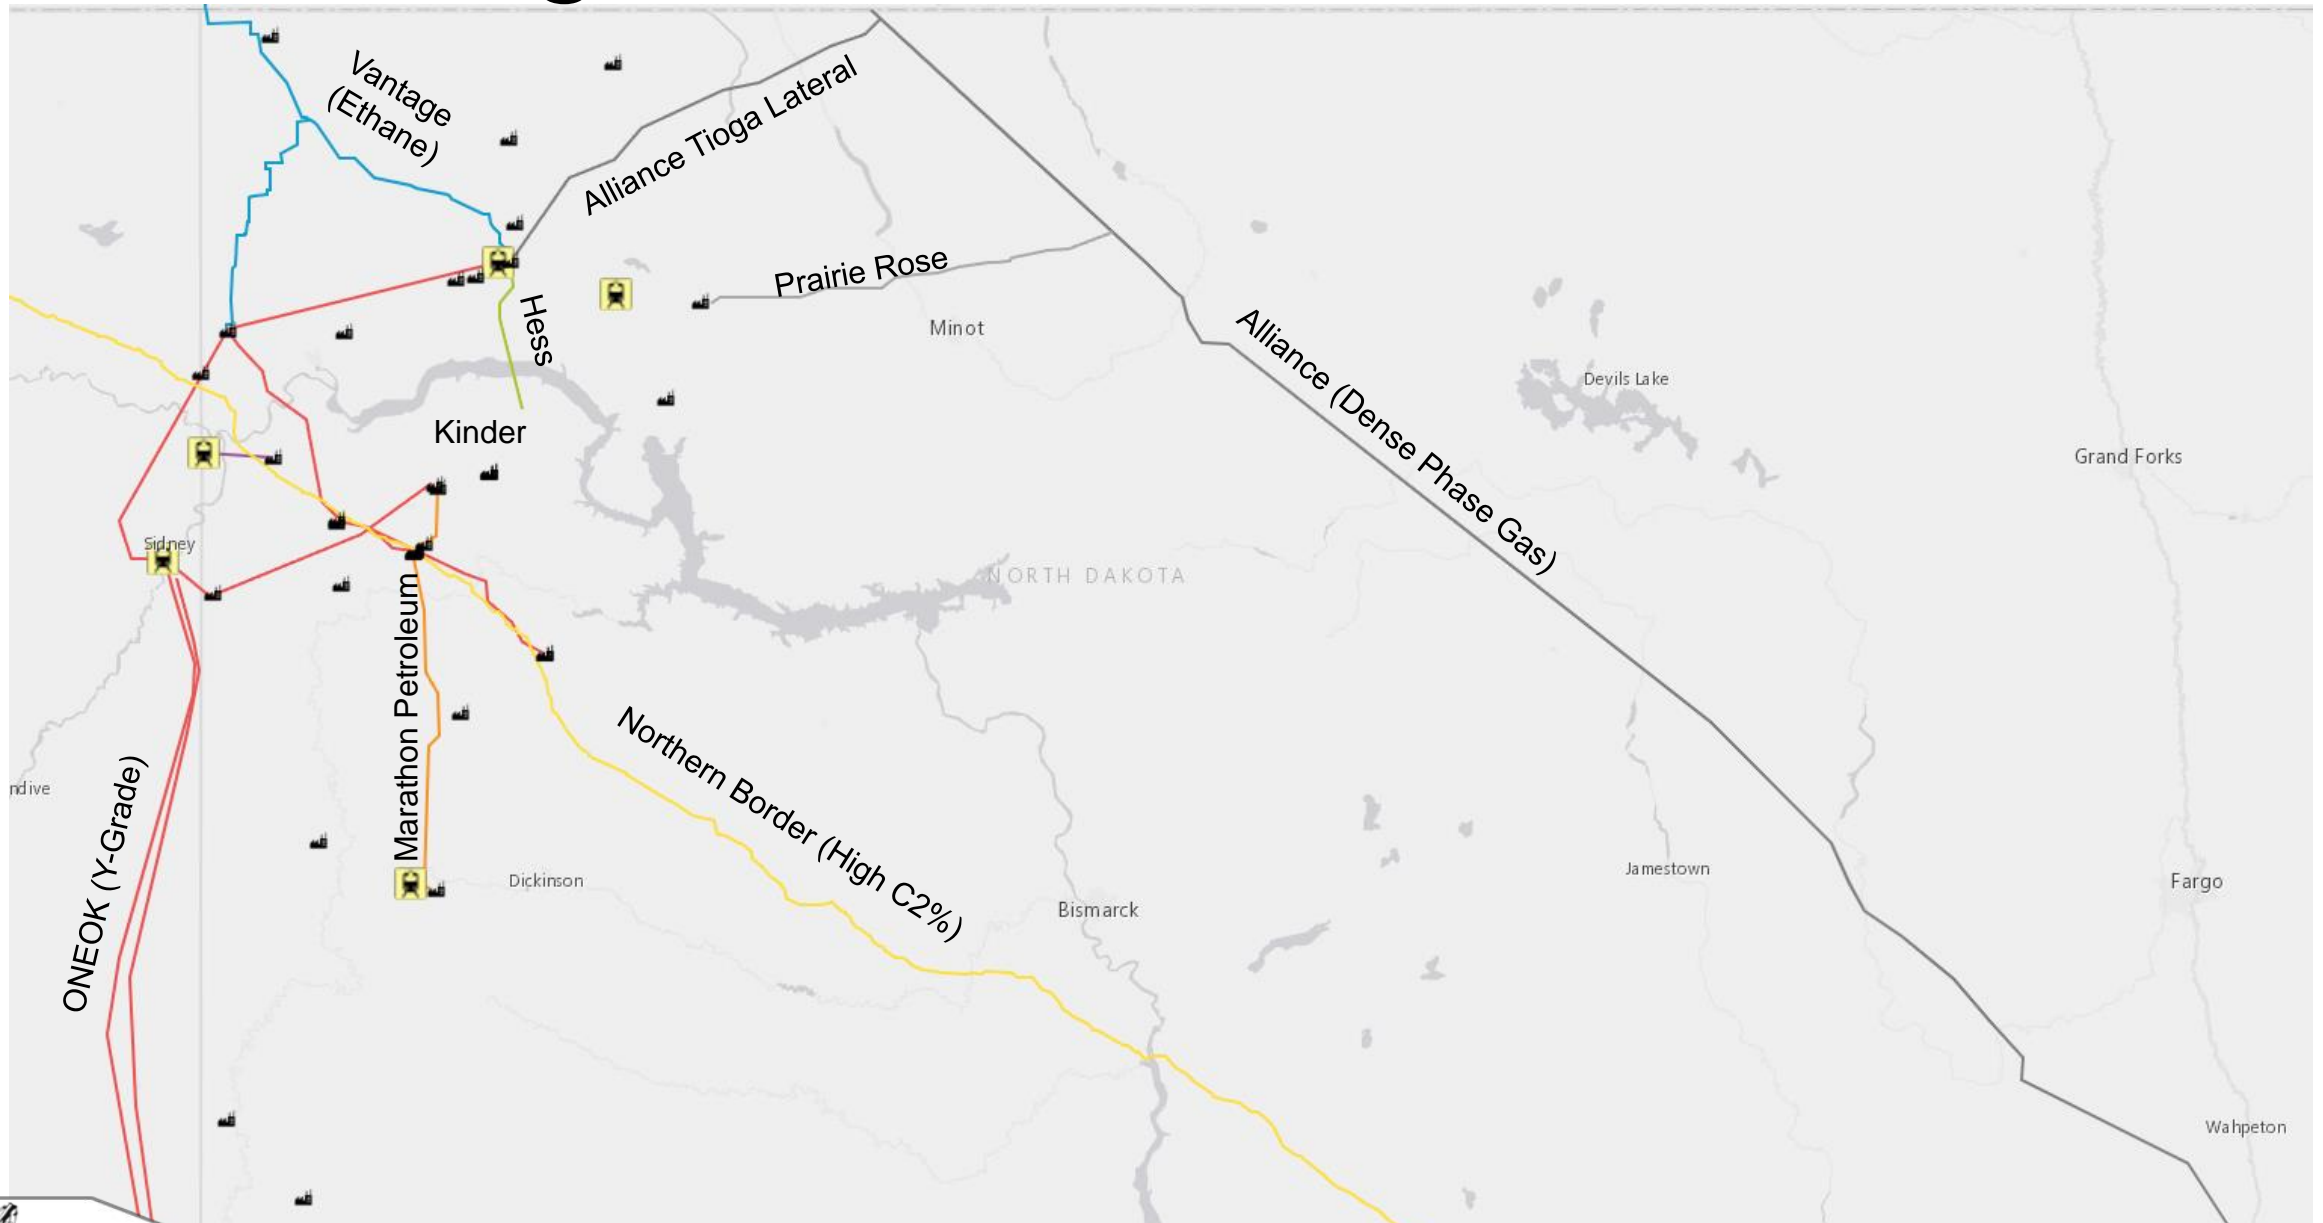 Vantage
(Ethane)
Alliance Tioga Lateral
Prairie Rose
Hess
Minot
Alliance (Dense Phase Gas)
Devils Lake
Kinder
Grand Forks
Sidney
NORTH DAKOTA
Marathon Petroleum
Northern Border (High C2%)
ndive
ONEOK (Y-Grade)
Dickinson
Jamestown
Fargo
Bismarck
Wahpeton